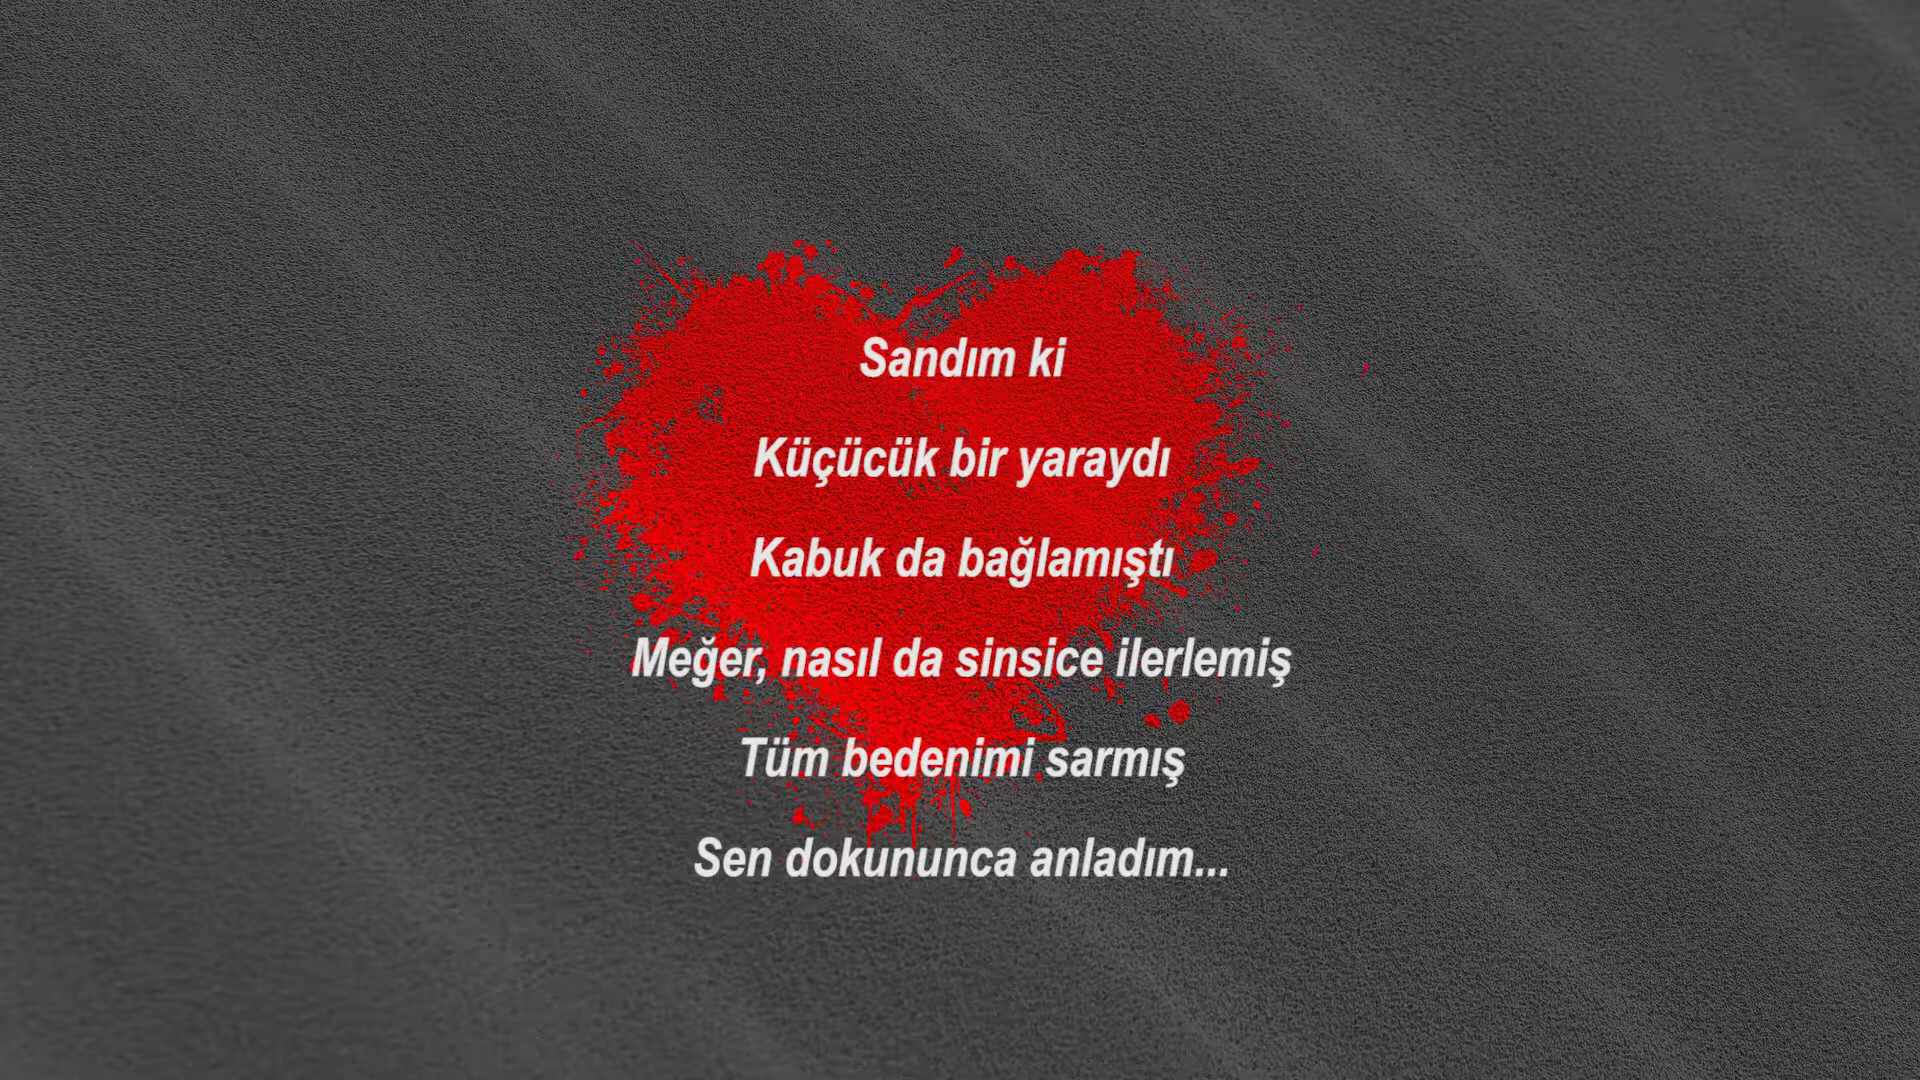 Sandım ki
Küçücük bir yaraydı
Kabuk da bağlamıştı
Meğer, nasıl da sinsice ilerlemiş
Tüm bedenimi sarmış
Sen dokununca anladım...